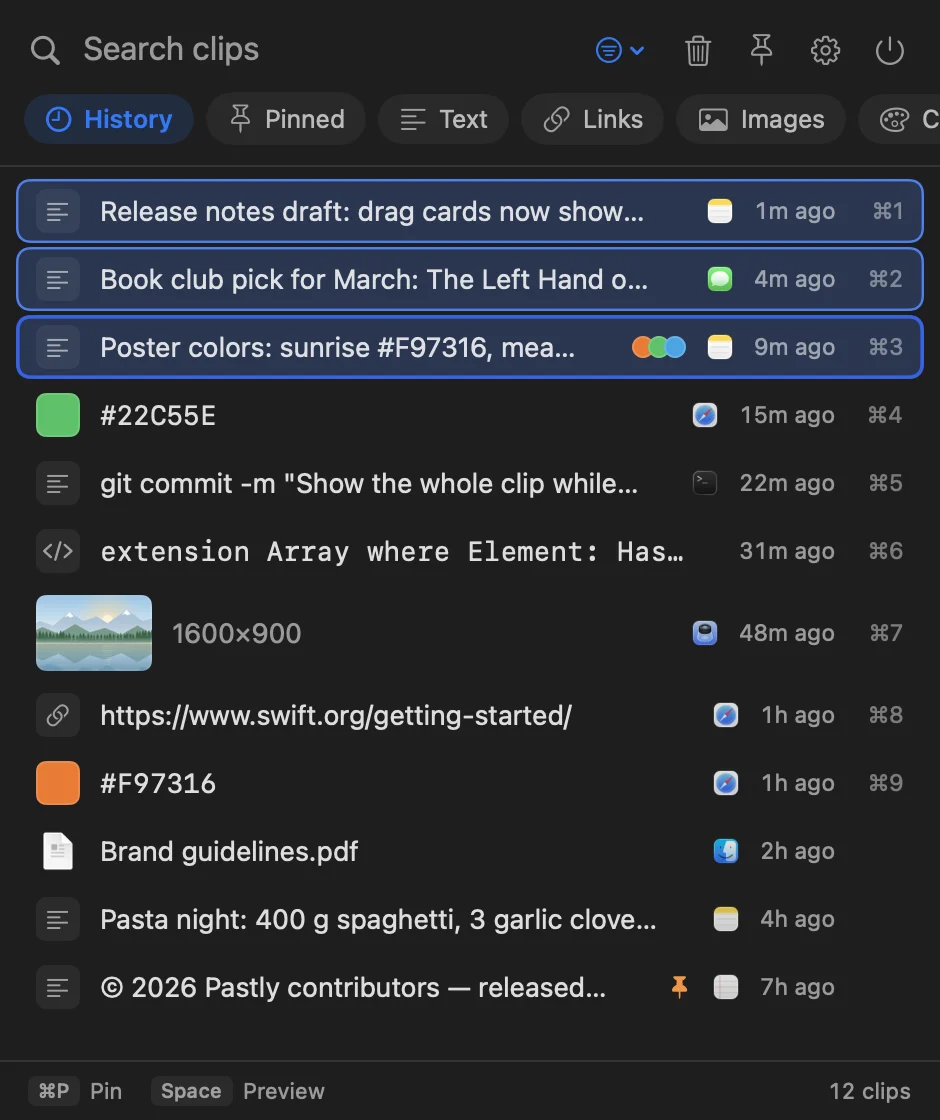 Search clips
History Pinned Text Links Images C
Release notes draft: drag cards now show... 1m ago ⌘1
Book club pick for March: The Left Hand o... 4m ago ⌘2
Poster colors: sunrise #F97316, mea... 9m ago ⌘3
#22C55E 15m ago ⌘4
git commit -m "Show the whole clip while... 22m ago ⌘5
extension Array where Element: Has... 31m ago ⌘6
1600×900 48m ago ⌘7
https://www.swift.org/getting-started/ 1h ago ⌘8
#F97316 1h ago ⌘9
Brand guidelines.pdf 2h ago
Pasta night: 400 g spaghetti, 3 garlic clove... 4h ago
© 2026 Pastly contributors — released... 7h ago
⌘P Pin Space Preview 12 clips